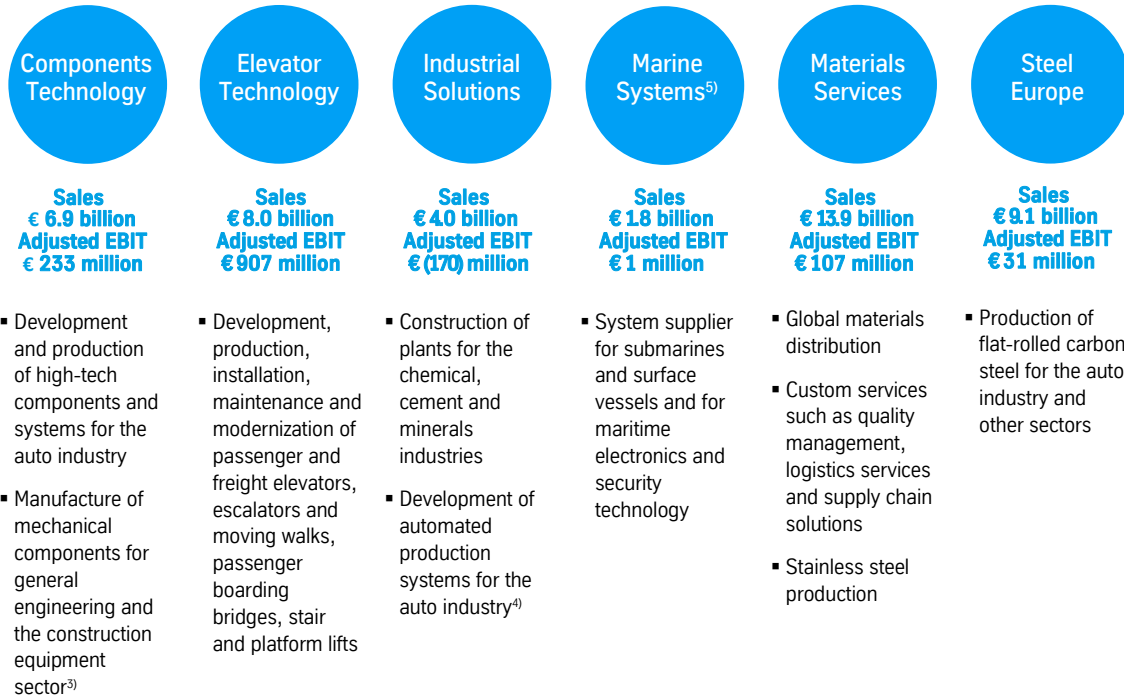 Components
Technology
Sales
€ 6.9 billion
Adjusted EBIT
€ 233 million
▪ Development
and production
of high-tech
components and
systems for the
auto industry
▪ Manufacture of
mechanical
components for
general
engineering and
the construction
equipment
sector3)
Elevator
Technology
Sales
€ 8.0 billion
Adjusted EBIT
€ 907 million
▪ Development,
production,
installation,
maintenance and
modernization of
passenger and
freight elevators,
escalators and
moving walks,
passenger
boarding
bridges, stair
and platform lifts
Industrial
Solutions
Sales
€ 4.0 billion
Adjusted EBIT
€ (170) million
▪ Construction of
plants for the
chemical,
cement and
minerals
industries
▪ Development of
automated
production
systems for the
auto industry4)
Marine
Systems5)
Sales
€ 1.8 billion
Adjusted EBIT
€ 1 million
▪ System supplier
for submarines
and surface
vessels and for
maritime
electronics and
security
technology
Materials
Services
Sales
€ 13.9 billion
Adjusted EBIT
€ 107 million
▪ Global materials
distribution
▪ Custom services
such as quality
management,
logistics services
and supply chain
solutions
▪ Stainless steel
production
Steel
Europe
Sales
€ 9.1 billion
Adjusted EBIT
€ 31 million
▪ Production of
flat-rolled carbon
steel for the auto
industry and
other sectors